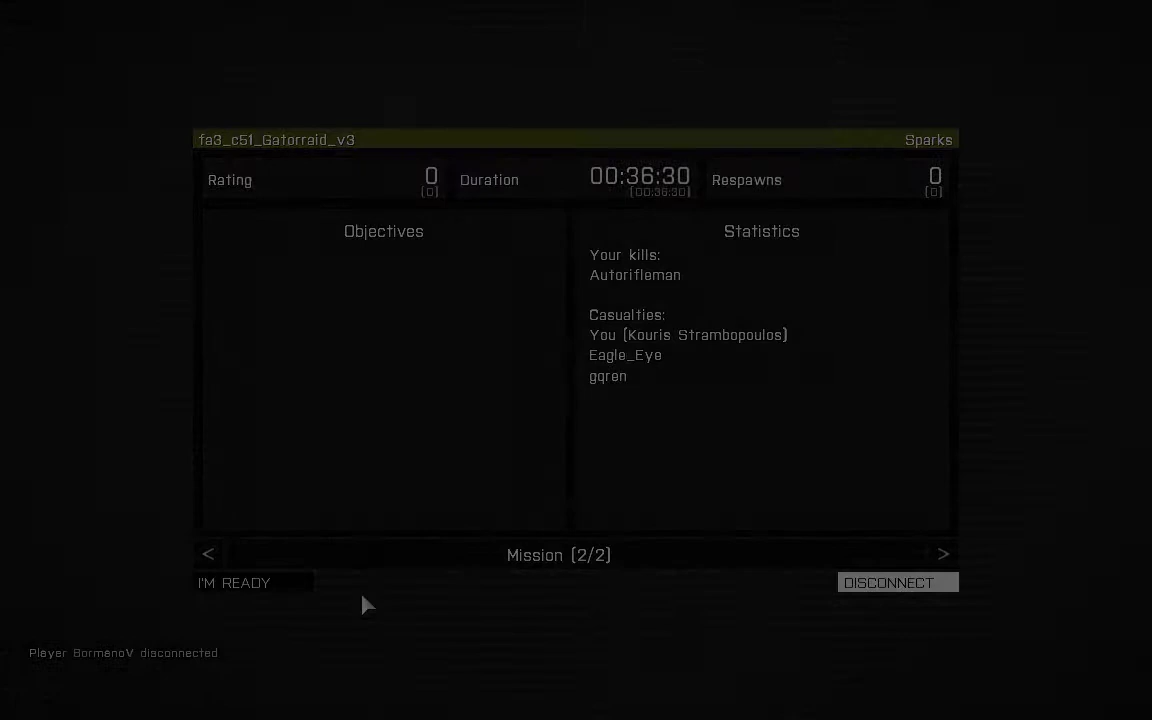 fa3_c51_Gatorraid_v3 Sparks
Rating 0 Duration 00:36:30 Respawns 0
[0] [00:36:30] [0]
Objectives Statistics
Your kills:
Autorifleman
Casualties:
You (Kouris Strambopoulos)
Eagle_Eye
gqren
< Mission (2/2) >
I'M READY DISCONNECT
Player BormanoV disconnected